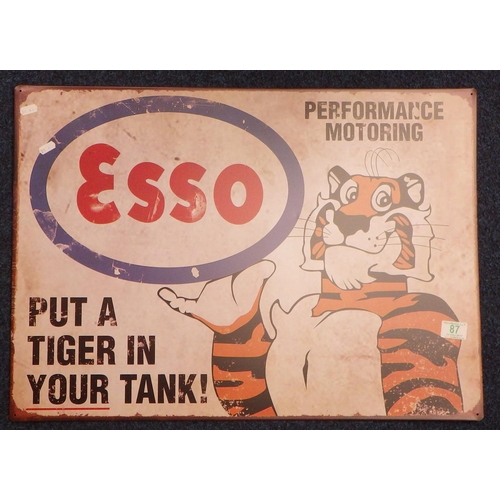 PERFORMANCE
MOTORING
Esso
PUT A
TIGER IN
YOUR TANK!
87